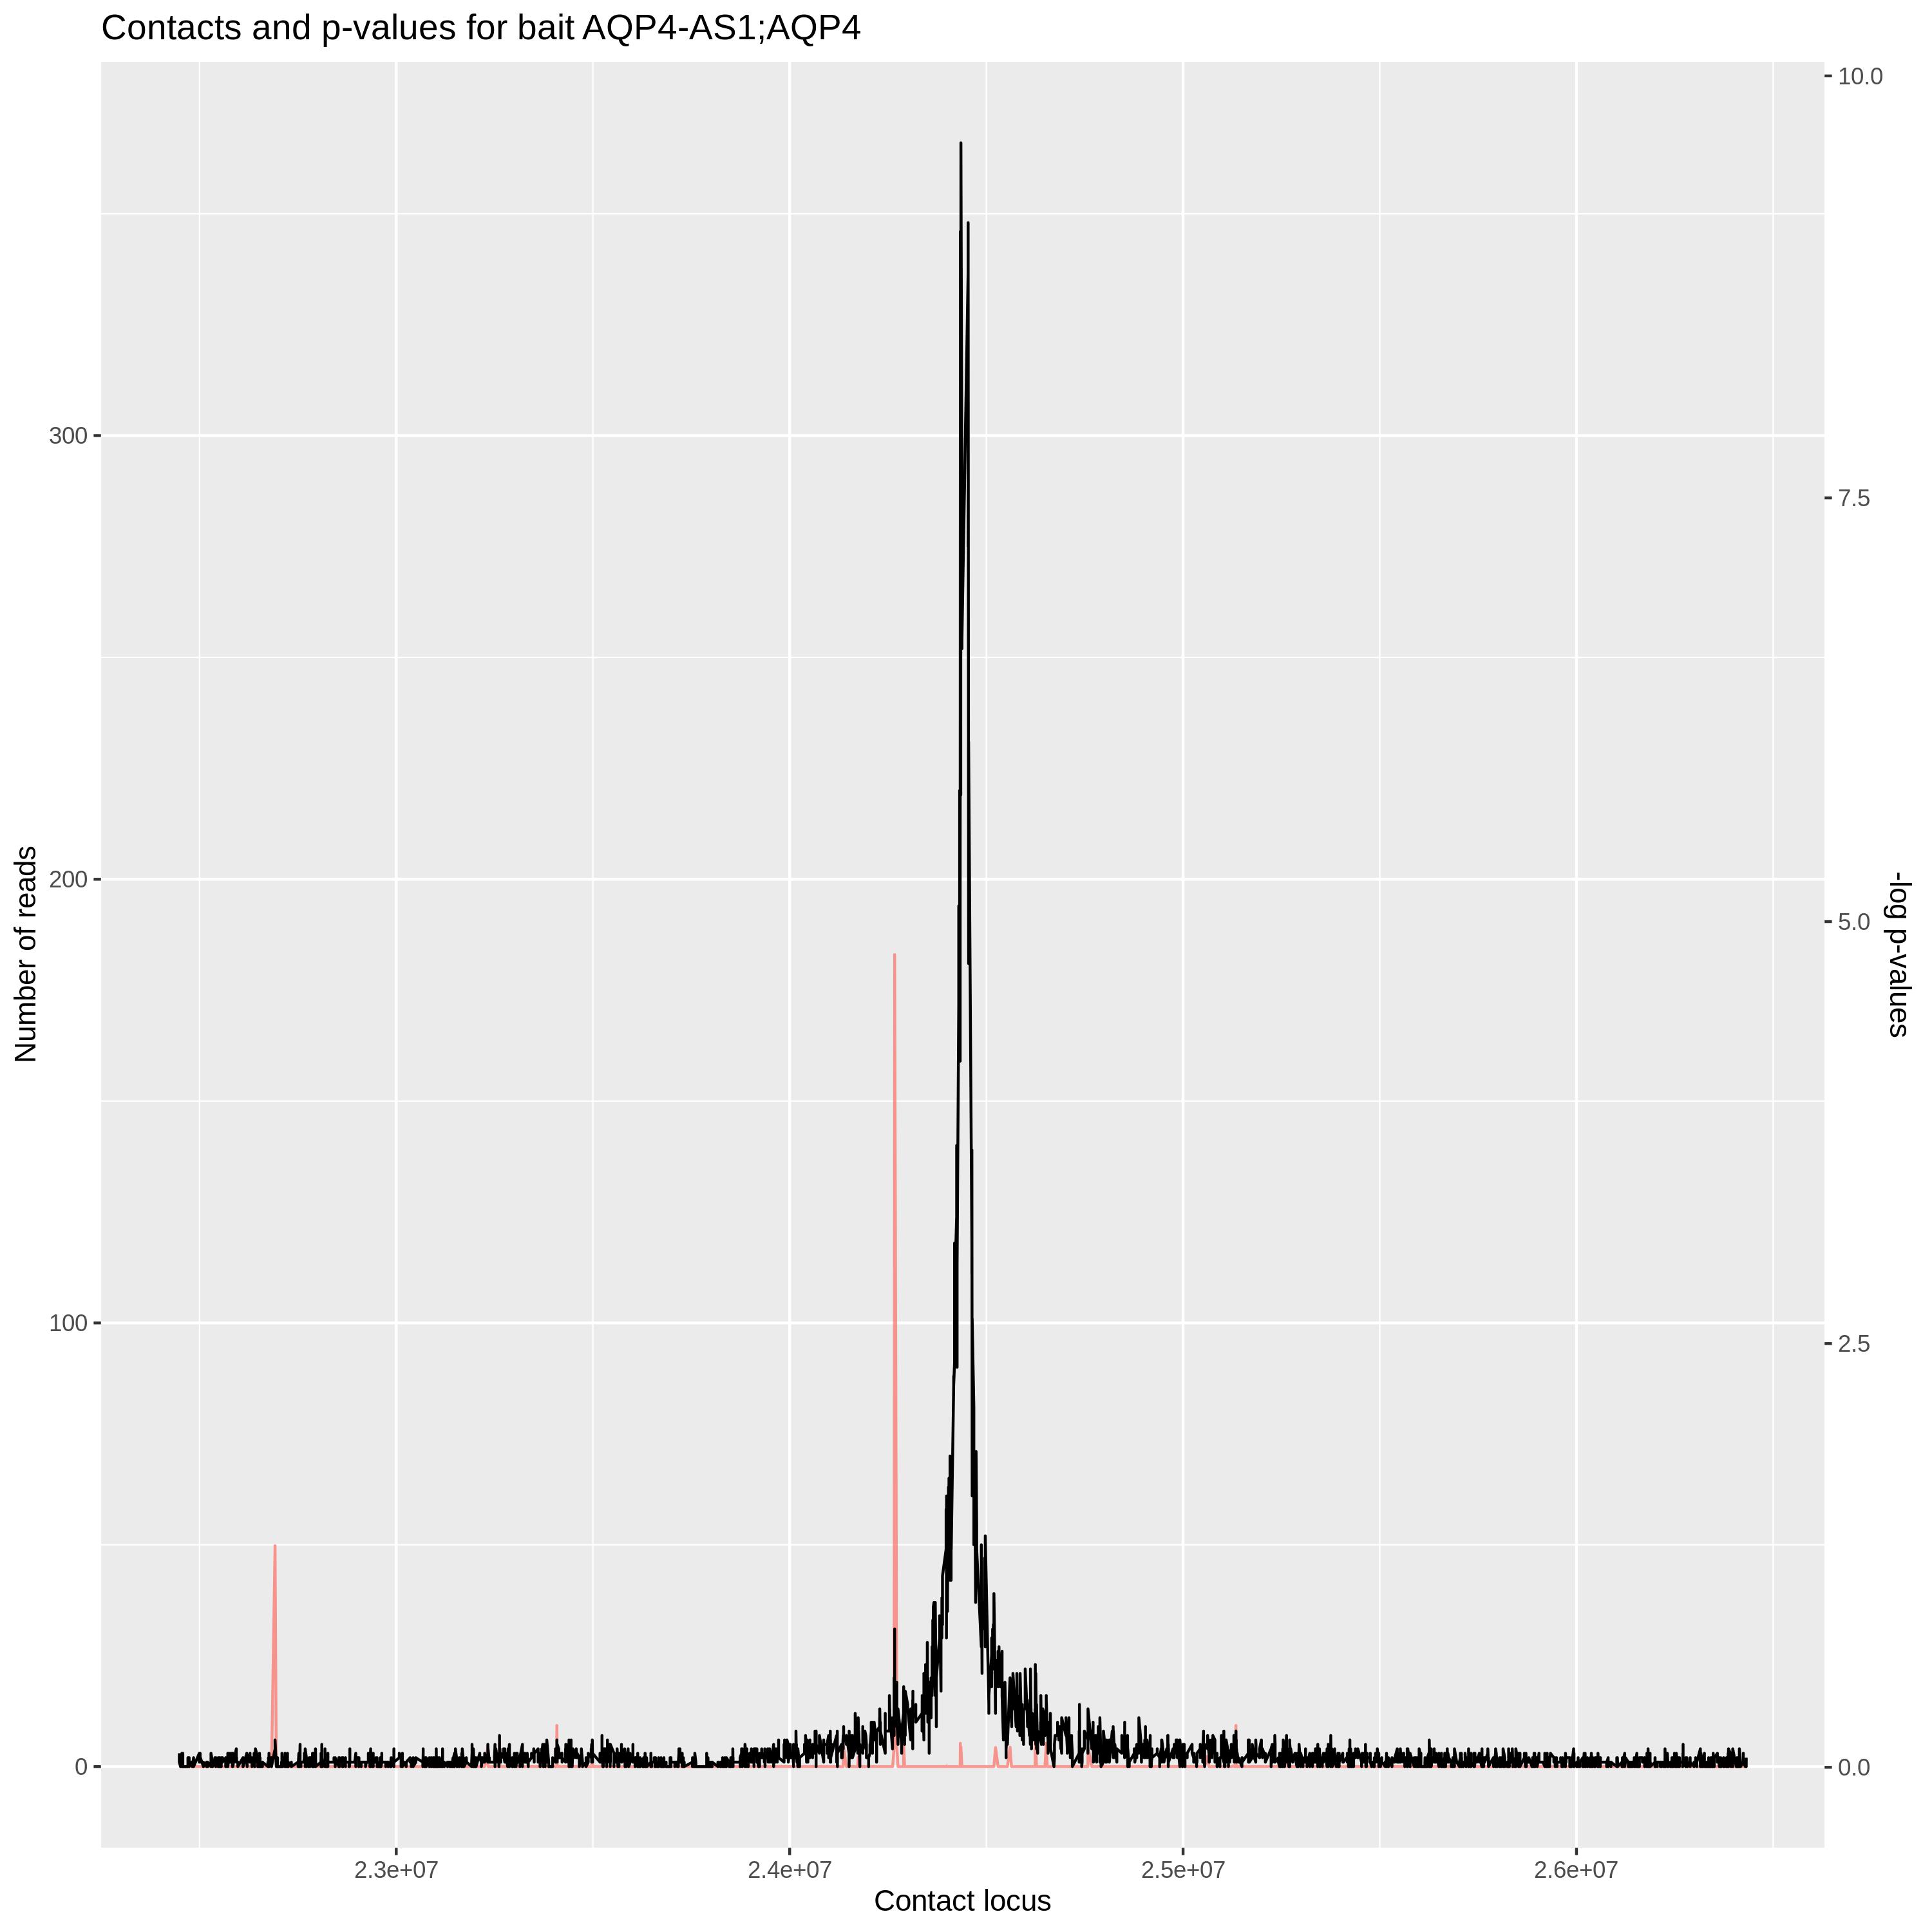 Contacts and p-values for bait AQP4-AS1;AQP4
10.0
7.5
300
200
5.0
Number of reads
-log p-values
100
2.5
0
0.0
2.3e+07
2.4e+07
2.5e+07
2.6e+07
Contact locus